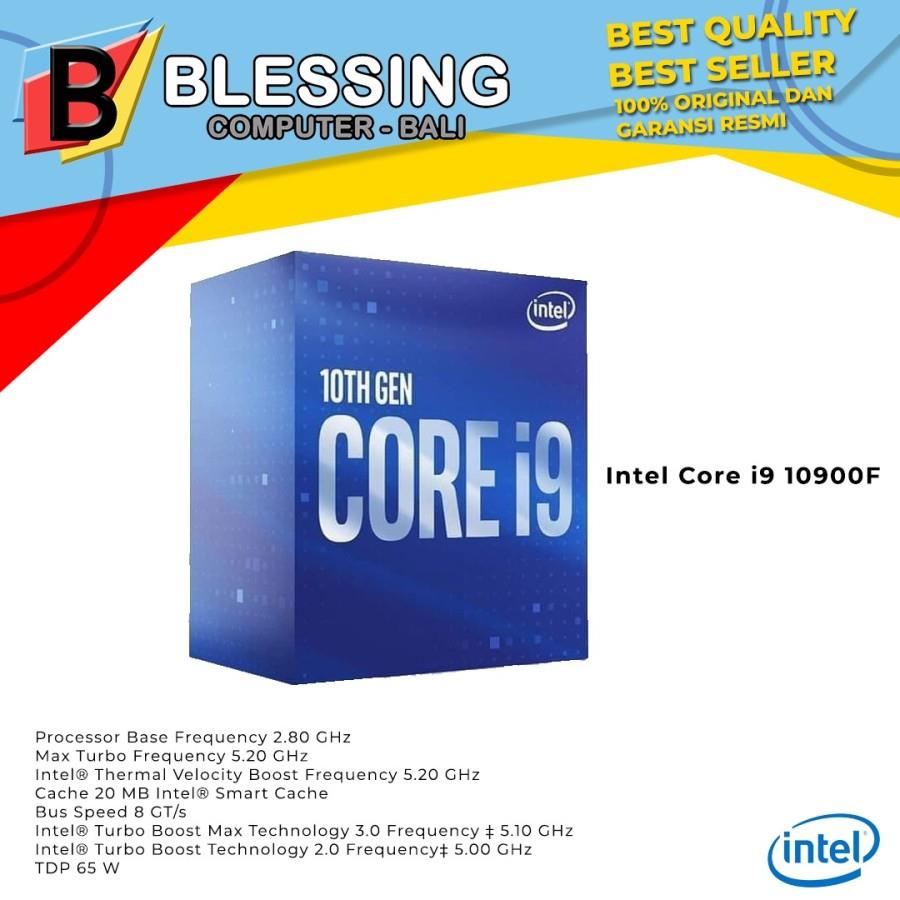 B
BLESSING
COMPUTER - BALI
BEST QUALITY
BEST SELLER
100% ORIGINAL DAN
GARANSI RESMI
intel
10TH GEN
CORE i9
Intel Core i9 10900F
Processor Base Frequency 2.80 GHz
Max Turbo Frequency 5.20 GHz
Intel® Thermal Velocity Boost Frequency 5.20 GHz
Cache 20 MB Intel® Smart Cache
Bus Speed 8 GT/s
Intel® Turbo Boost Max Technology 3.0 Frequency ‡ 5.10 GHz
Intel® Turbo Boost Technology 2.0 Frequency‡ 5.00 GHz
TDP 65 W
intel